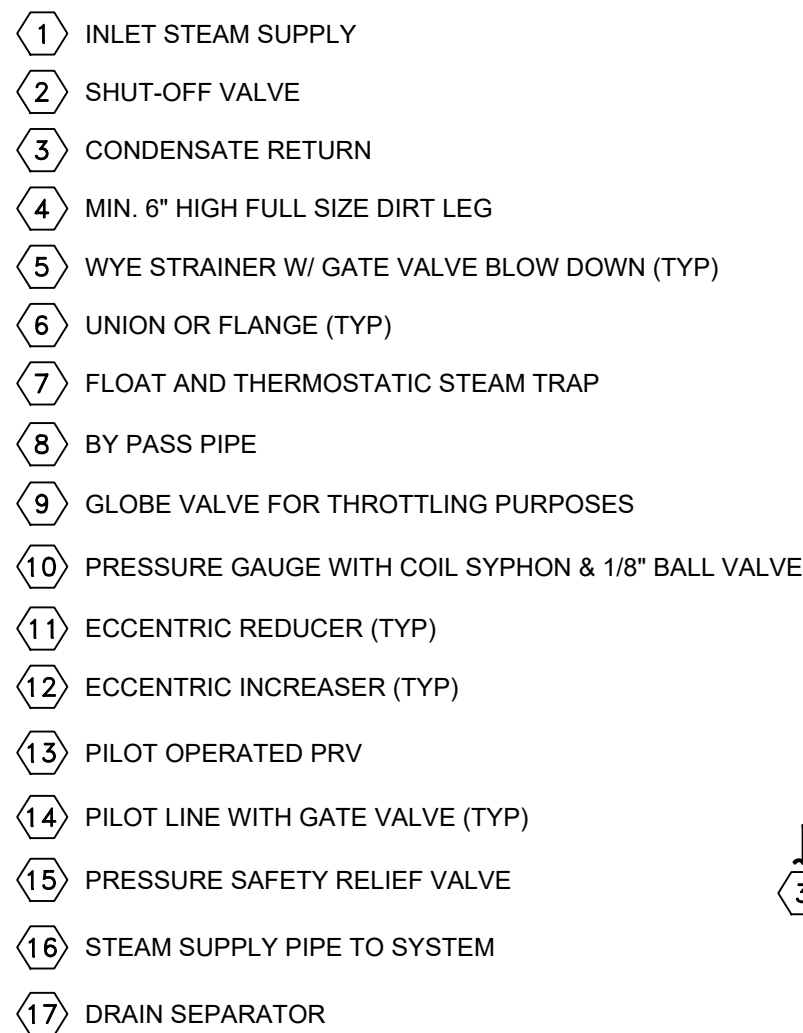 1 INLET STEAM SUPPLY
2 SHUT-OFF VALVE
3 CONDENSATE RETURN
4 MIN. 6" HIGH FULL SIZE DIRT LEG
5 WYE STRAINER W/ GATE VALVE BLOW DOWN (TYP)
6 UNION OR FLANGE (TYP)
7 FLOAT AND THERMOSTATIC STEAM TRAP
8 BY PASS PIPE
9 GLOBE VALVE FOR THROTTLING PURPOSES
10 PRESSURE GAUGE WITH COIL SYPHON & 1/8" BALL VALVE
11 ECCENTRIC REDUCER (TYP)
12 ECCENTRIC INCREASER (TYP)
13 PILOT OPERATED PRV
14 PILOT LINE WITH GATE VALVE (TYP)
15 PRESSURE SAFETY RELIEF VALVE
16 STEAM SUPPLY PIPE TO SYSTEM
17 DRAIN SEPARATOR